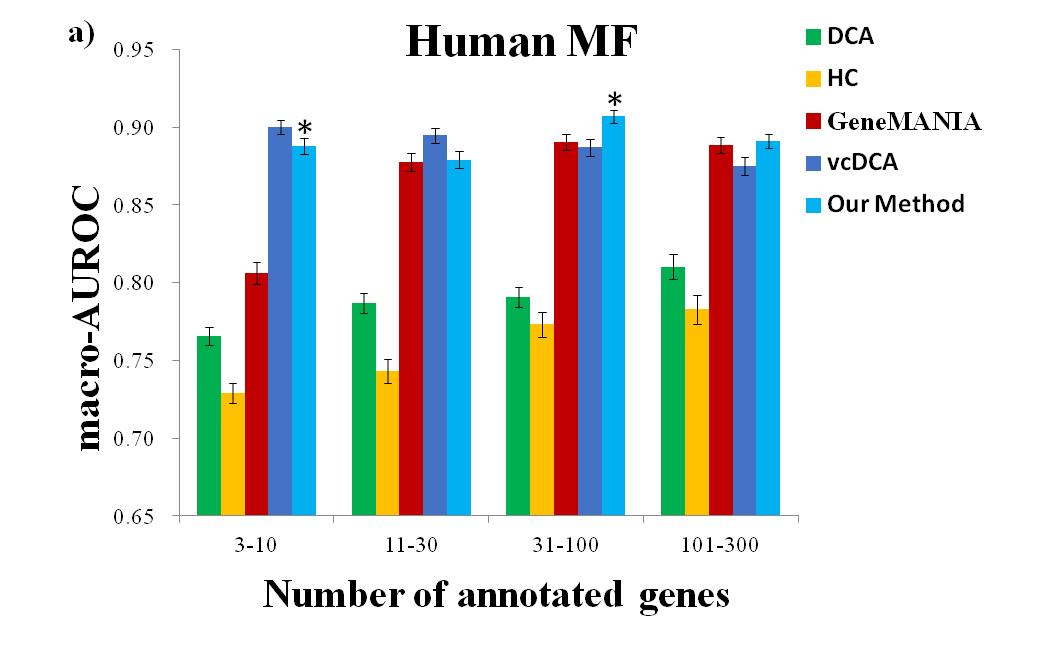 a)
Human MF
DCA
HC
GeneMANIA
vcDCA
Our Method
macro-AUROC
0.95
0.90
0.85
0.80
0.75
0.70
0.65
*
*
3-10
11-30
31-100
101-300
Number of annotated genes